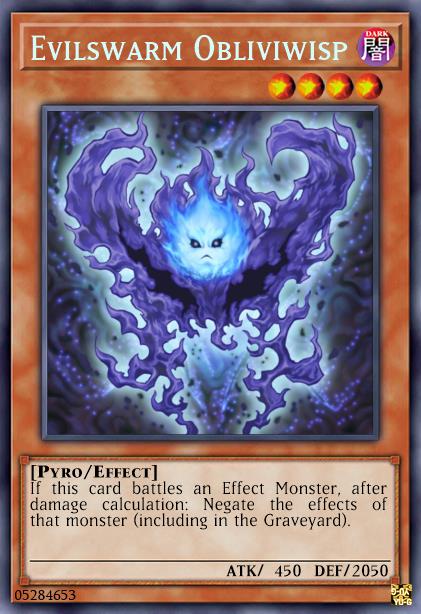 Evilswarm Obliviwisp
DARK
闇
[Pyro/Effect]
If this card battles an Effect Monster, after
damage calculation: Negate the effects of
that monster (including in the Graveyard).
ATK/ 450 DEF/2050
05284653